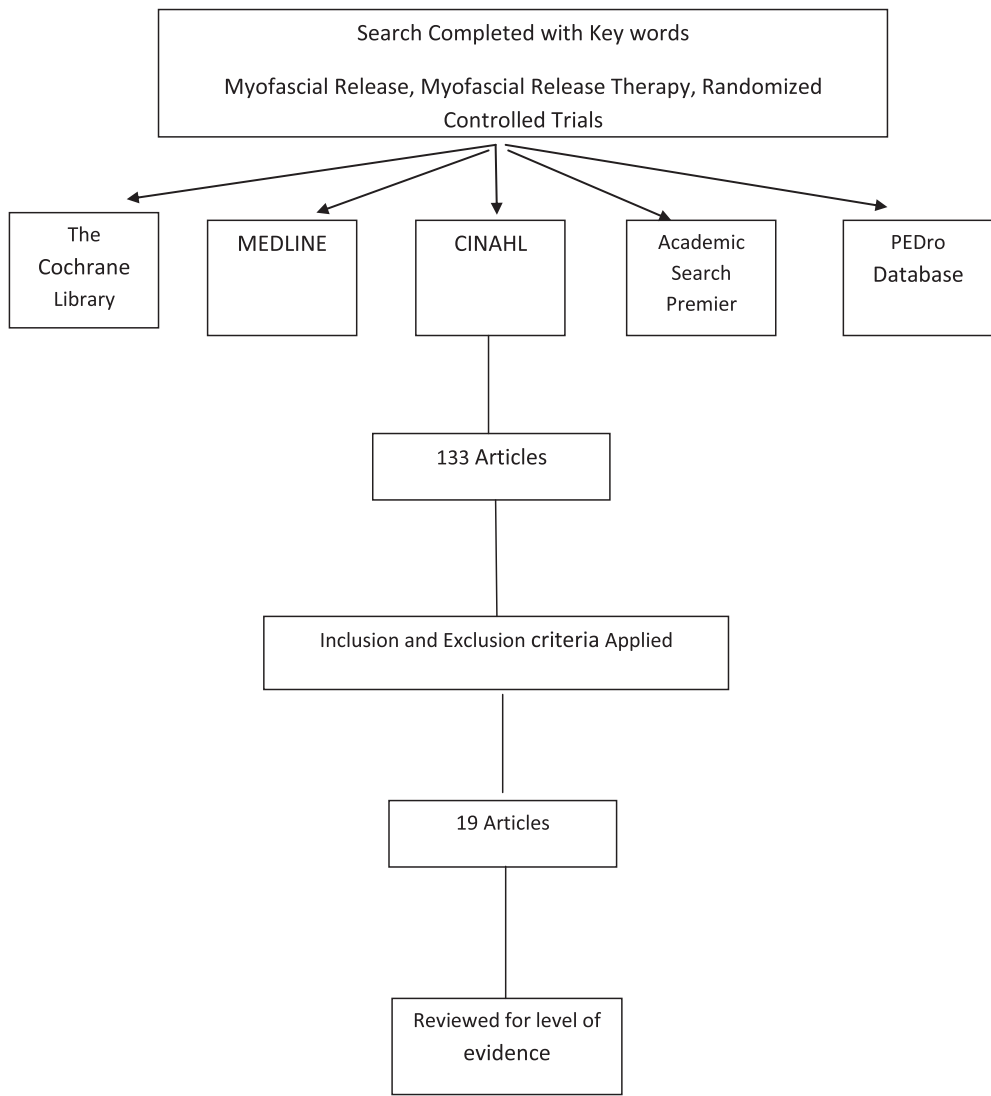 Search Completed with Key words
Myofascial Release, Myofascial Release Therapy, Randomized
Controlled Trials
The
Cochrane
Library
MEDLINE
CINAHL
Academic
Search
Premier
PEDro
Database
133 Articles
Inclusion and Exclusion criteria Applied
19 Articles
Reviewed for level of
evidence